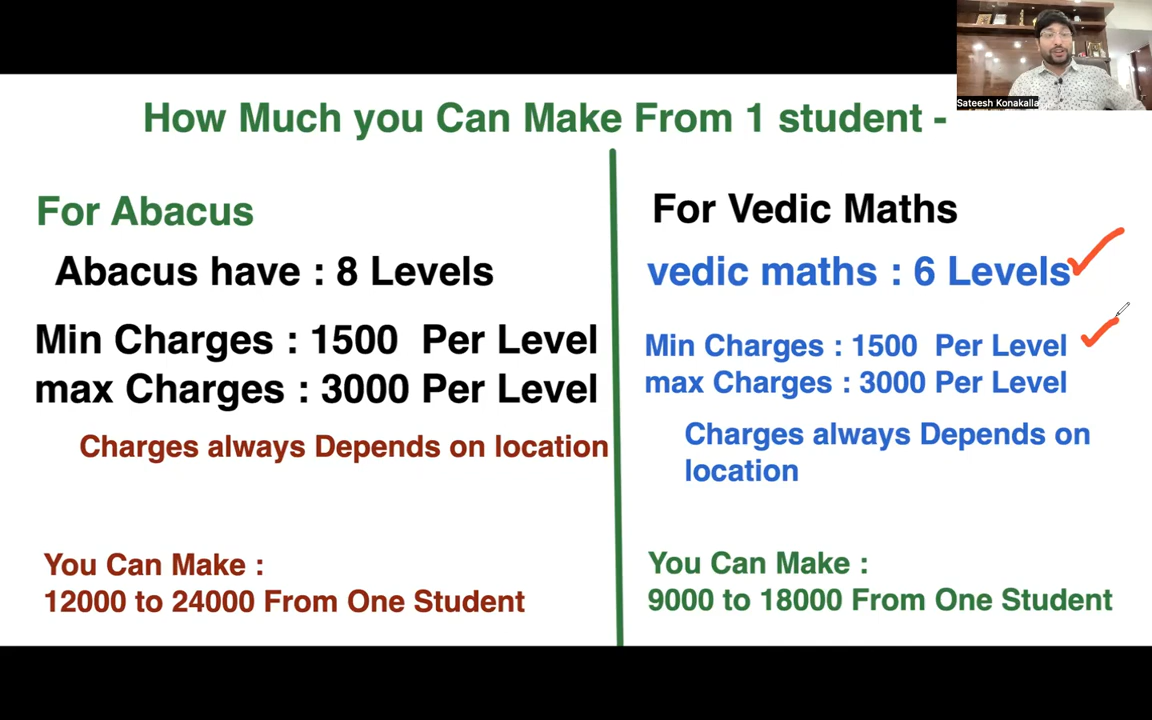 How Much you Can Make From 1 student -
Sateesh Konakalla
For Abacus
Abacus have : 8 Levels
Min Charges : 1500 Per Level
max Charges : 3000 Per Level
Charges always Depends on location
You Can Make :
12000 to 24000 From One Student
For Vedic Maths
vedic maths : 6 Levels
Min Charges : 1500 Per Level
max Charges : 3000 Per Level
Charges always Depends on
location
You Can Make :
9000 to 18000 From One Student